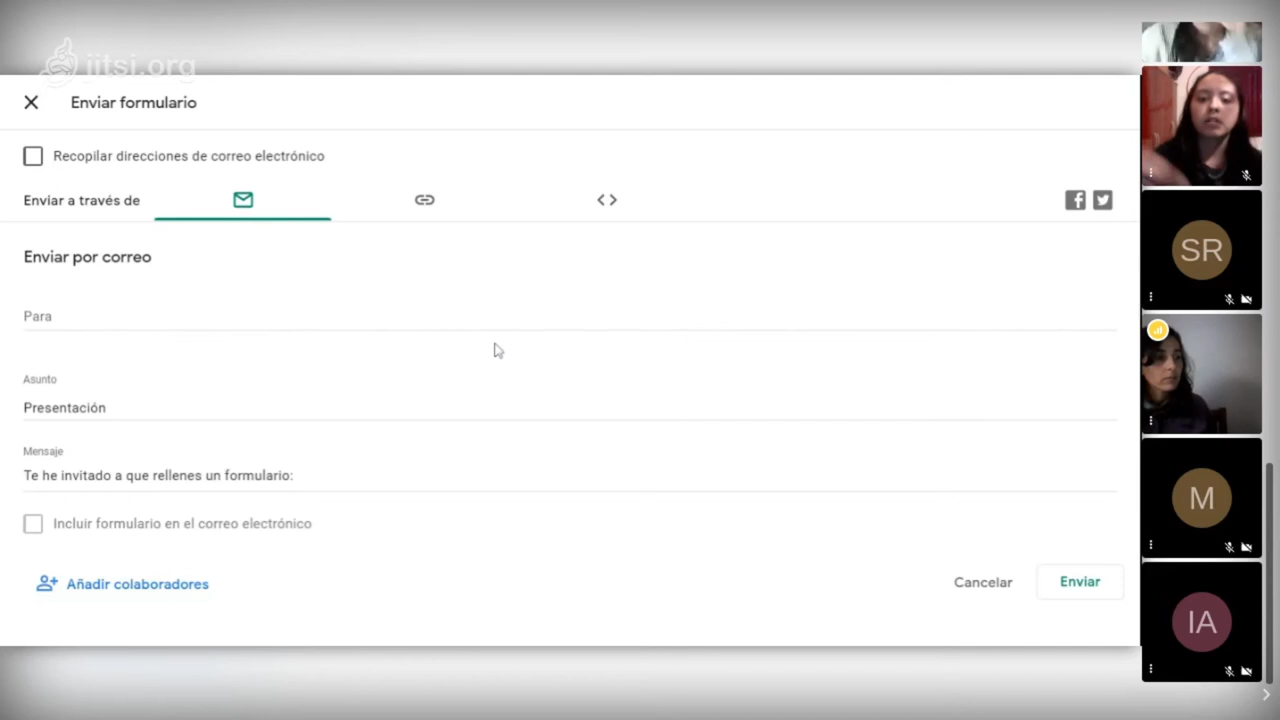 jitsi.org
Enviar formulario
Recopilar direcciones de correo electrónico
Enviar a través de
Enviar por correo
Para
Asunto
Presentación
Mensaje
Te he invitado a que rellenes un formulario:
Incluir formulario en el correo electrónico
Añadir colaboradores
Cancelar
Enviar
SR
M
IA